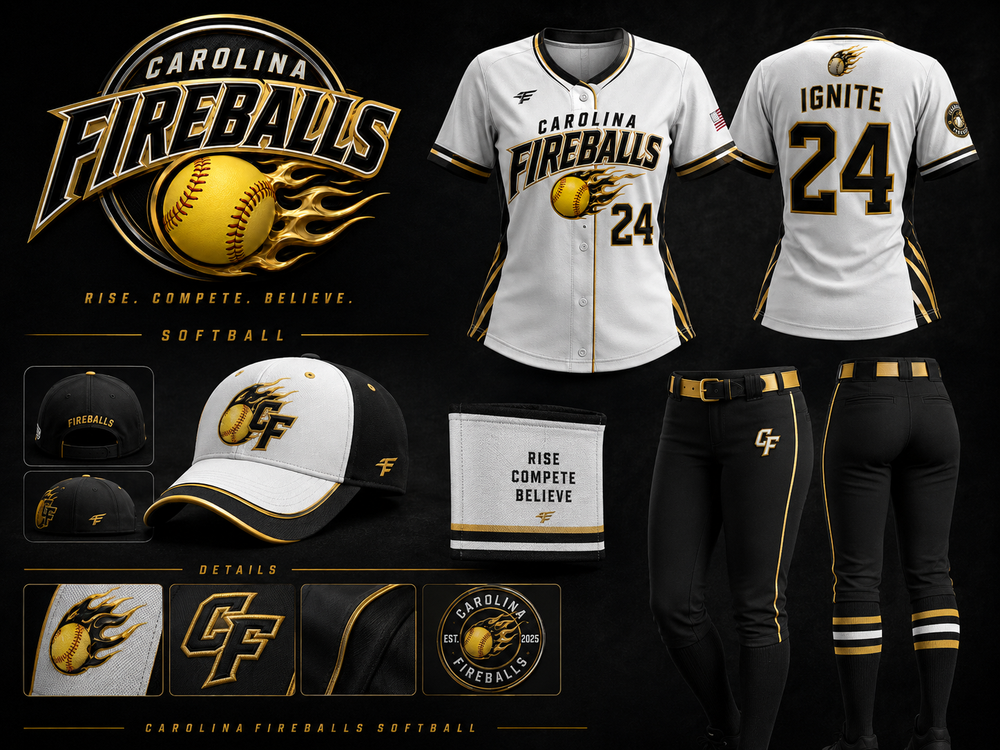 CAROLINA
FIREBALLS
RISE. COMPETE. BELIEVE.
SOFTBALL
CAROLINA
FIREBALLS
24
IGNITE
24
FIREBALLS
CF
F
CF
F
RISE
COMPETE
BELIEVE
F
CF
DETAILS
CF
CAROLINA
EST. 2025
FIREBALLS
CAROLINA FIREBALLS SOFTBALL